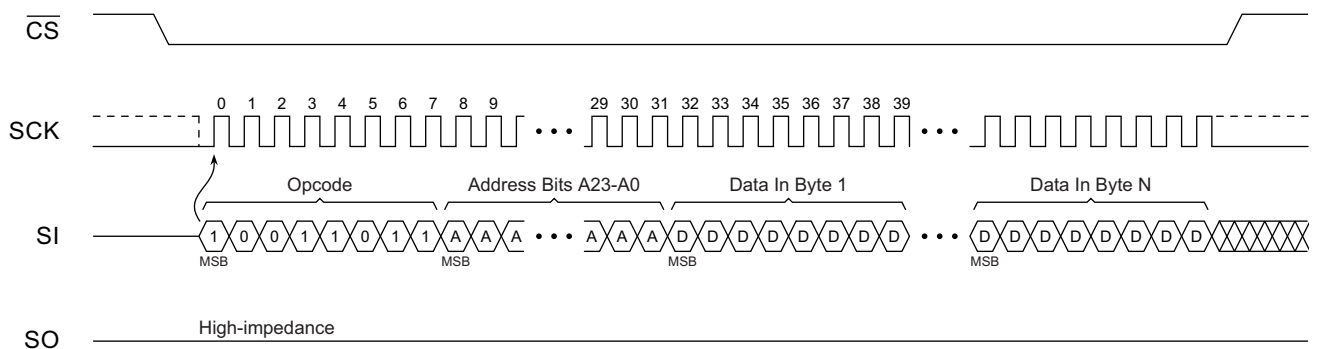 CS
SCK
0 1 2 3 4 5 6 7 8 9 29 30 31 32 33 34 35 36 37 38 39
Opcode Address Bits A23-A0 Data In Byte 1 Data In Byte N
SI
1 0 0 1 1 0 1 1 A A A A A A D D D D D D D D D D D D D D D D
MSB MSB MSB MSB
High-impedance
SO